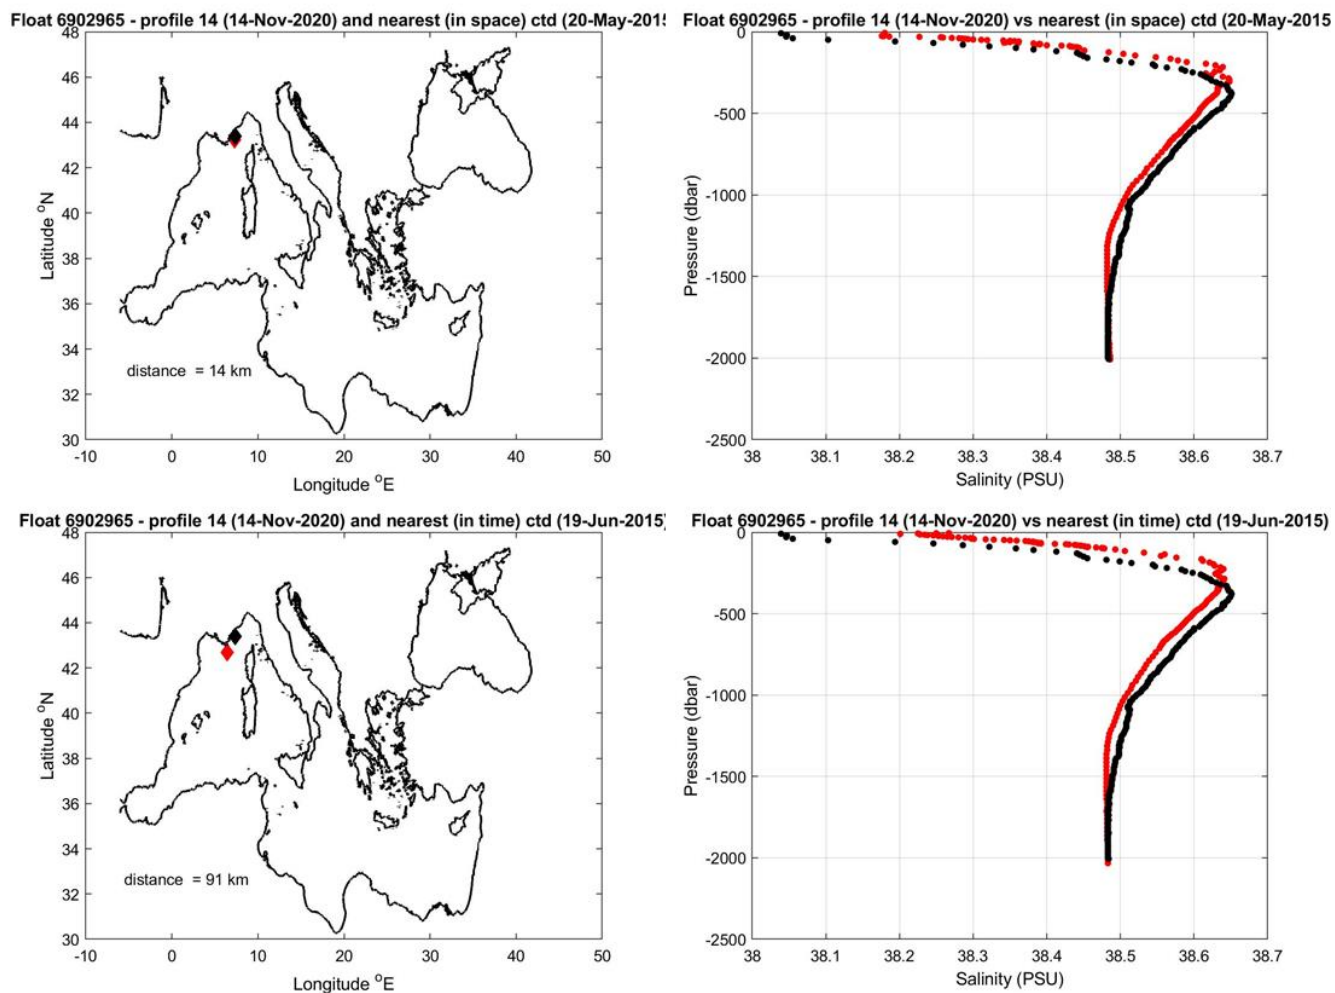 Float 6902965 - profile 14 (14-Nov-2020) and nearest (in space) ctd (20-May-2015
48
46
44
42
40
38
36
34
32
30
Latitude °N
distance = 14 km
-10 0 10 20 30 40 50
Longitude °E
Float 6902965 - profile 14 (14-Nov-2020) vs nearest (in space) ctd (20-May-2015
0
-500
-1000
-1500
-2000
-2500
Pressure (dbar)
38 38.1 38.2 38.3 38.4 38.5 38.6 38.7
Salinity (PSU)
Float 6902965 - profile 14 (14-Nov-2020) and nearest (in time) ctd (19-Jun-2015)
48
46
44
42
40
38
36
34
32
30
Latitude °N
distance = 91 km
-10 0 10 20 30 40 50
Longitude °E
Float 6902965 - profile 14 (14-Nov-2020) vs nearest (in time) ctd (19-Jun-2015)
0
-500
-1000
-1500
-2000
-2500
Pressure (dbar)
38 38.1 38.2 38.3 38.4 38.5 38.6 38.7
Salinity (PSU)